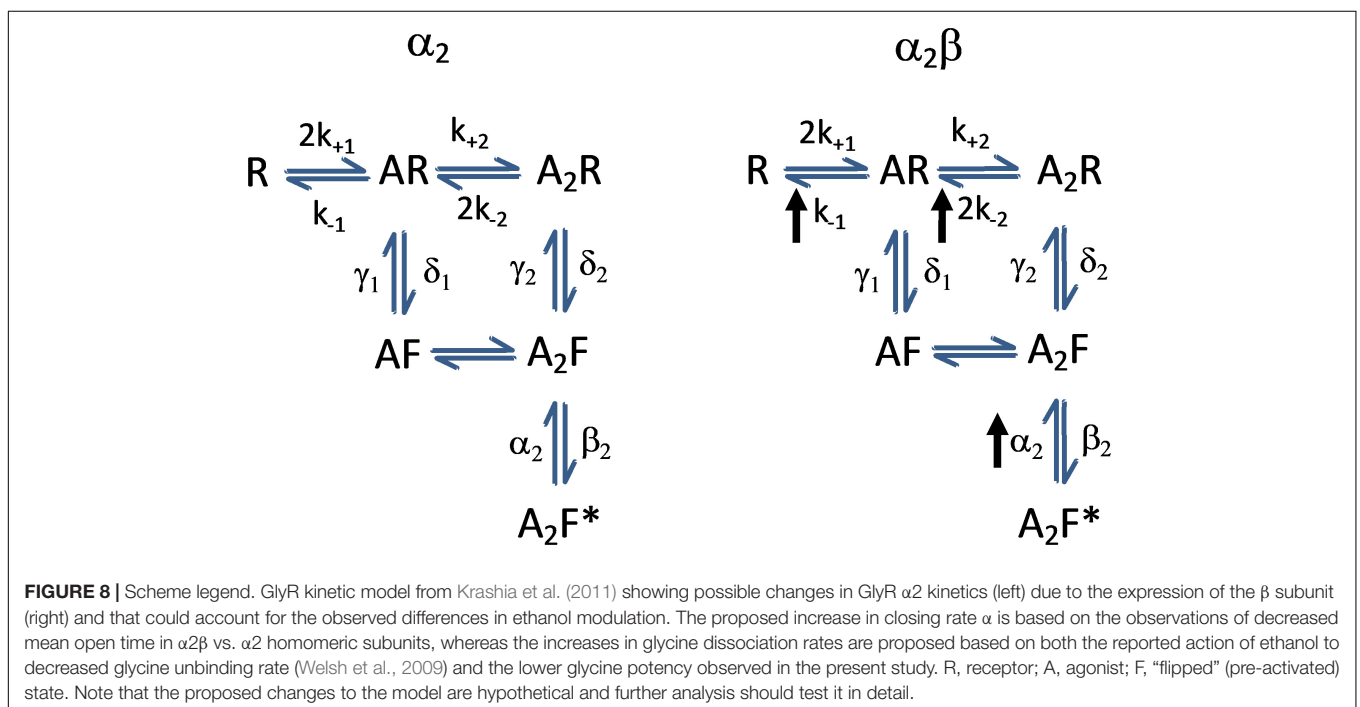 α₂ α₂β
2k₊₁ k₊₂ 2k₊₁ k₊₂
R AR A₂R R AR A₂R
k₋₁ 2k₋₂ k₋₁ 2k₋₂
γ₁ δ₁ γ₂ δ₂ γ₁ δ₁ γ₂ δ₂
AF A₂F AF A₂F
α₂ β₂ α₂ β₂
A₂F* A₂F*
FIGURE 8 | Scheme legend. GlyR kinetic model from Krashia et al. (2011) showing possible changes in GlyR α2 kinetics (left) due to the expression of the β subunit
(right) and that could account for the observed differences in ethanol modulation. The proposed increase in closing rate α is based on the observations of decreased
mean open time in α2β vs. α2 homomeric subunits, whereas the increases in glycine dissociation rates are proposed based on both the reported action of ethanol to
decreased glycine unbinding rate (Welsh et al., 2009) and the lower glycine potency observed in the present study. R, receptor; A, agonist; F, “flipped” (pre-activated)
state. Note that the proposed changes to the model are hypothetical and further analysis should test it in detail.